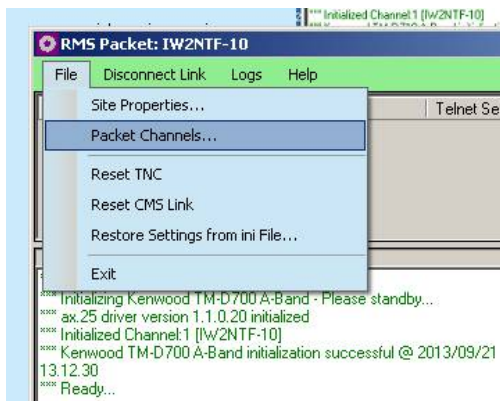 *** Initialized Channel:1 [IW2NTF-10]
RMS Packet: IW2NTF-10
File Disconnect Link Logs Help
Site Properties...
Telnet Se
Packet Channels...
Reset TNC
Reset CMS Link
Restore Settings from ini File...
Exit
*** Initializing Kenwood TM-D700 A-Band - Please standby...
*** ax.25 driver version 1.1.0.20 initialized
*** Initialized Channel:1 [IW2NTF-10]
*** Kenwood TM-D700 A-Band initialization successful @ 2013/09/21
13.12.30
*** Ready...